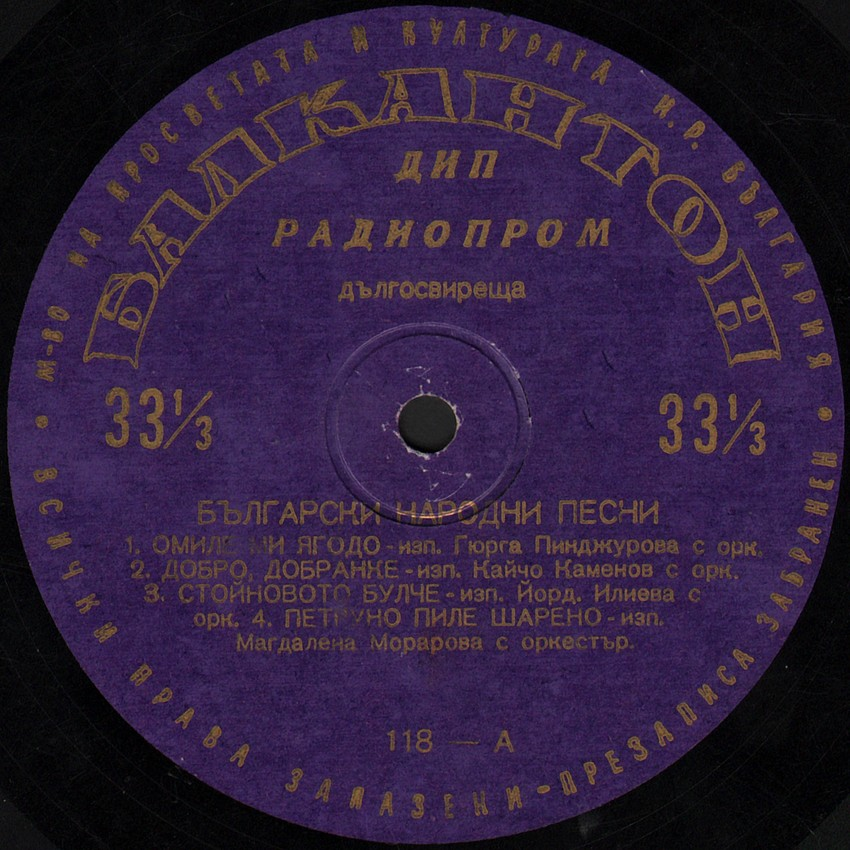 М-ВО НА ПРОСВЕТАТА И КУЛТУРАТА Н.Р. БЪЛГАРИЯ
БАЛКАНТОН
ДИП
РАДИОПРОМ
дългосвиреща
33⅓ 33⅓
БЪЛГАРСКИ НАРОДНИ ПЕСНИ
1. ОМИЛЕ МИ ЯГОДО - изп. Гюрга Пинджурова с орк.
2. ДОБРО, ДОБРАНКЕ - изп. Кайчо Каменов с орк.
3. СТОЙНОВОТО БУЛЧЕ - изп. Йорд. Илиева с
орк. 4. ПЕТРУНО ПИЛЕ ШАРЕНО - изп.
Магдалена Морарова с оркестър.
118 — А
• ВСИЧКИ ПРАВА ЗАПАЗЕНИ - ПРЕЗАПИСА ЗАБРАНЕН •